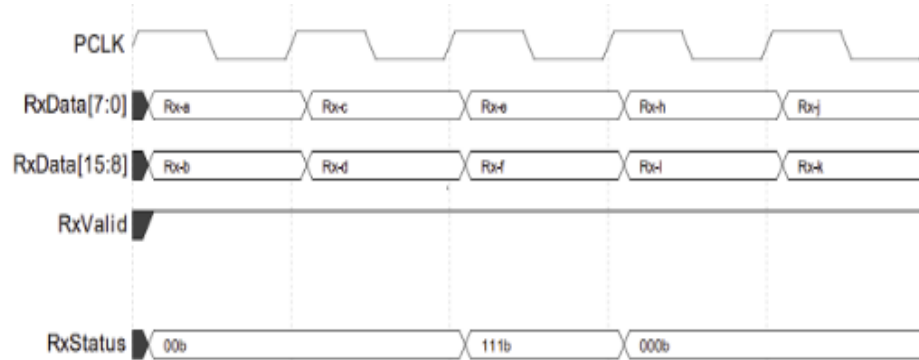 PCLK
RxData[7:0] Rx-a Rx-c Rx-e Rx-h Rx-j
RxData[15:8] Rx-b Rx-d Rx-f Rx-I Rx-k
RxValid
RxStatus 00b 111b 000b